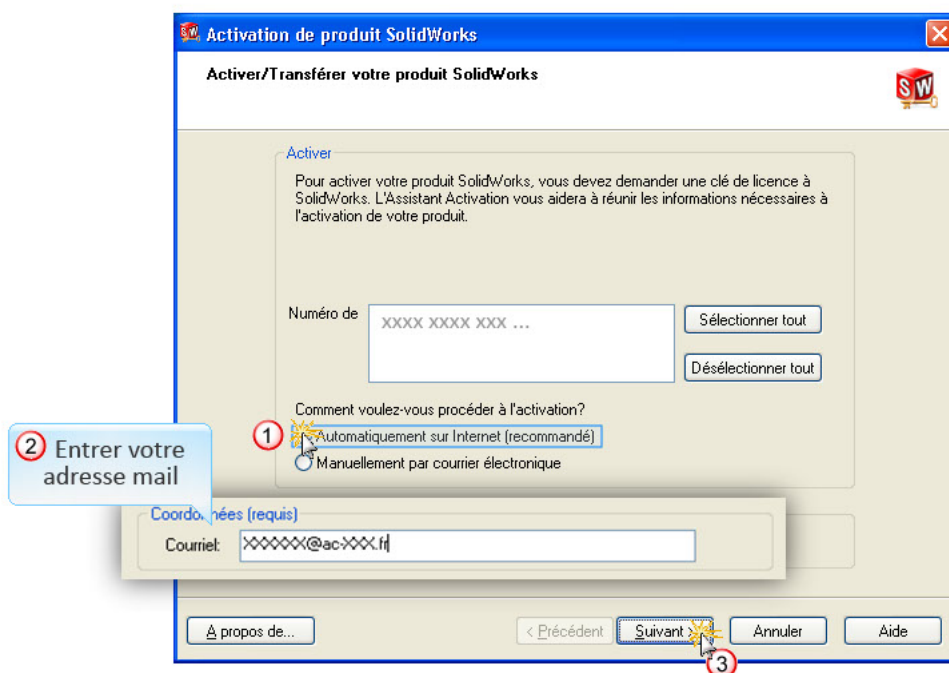 Activation de produit SolidWorks
Activer/Transférer votre produit SolidWorks
SW
Activer
Pour activer votre produit SolidWorks, vous devez demander une clé de licence à
SolidWorks. L'Assistant Activation vous aidera à réunir les informations nécessaires à
l'activation de votre produit.
Numéro de
xxxx xxxx xxx ...
Sélectionner tout
Désélectionner tout
Comment voulez-vous procéder à l'activation?
1 Automatiquement sur Internet (recommandé)
Manuellement par courrier électronique
2 Entrer votre
adresse mail
Coordonnées (requis)
Courriel: XXXXXX@ac-XXX.fr
A propos de...
< Précédent
Suivant >
Annuler
Aide
3